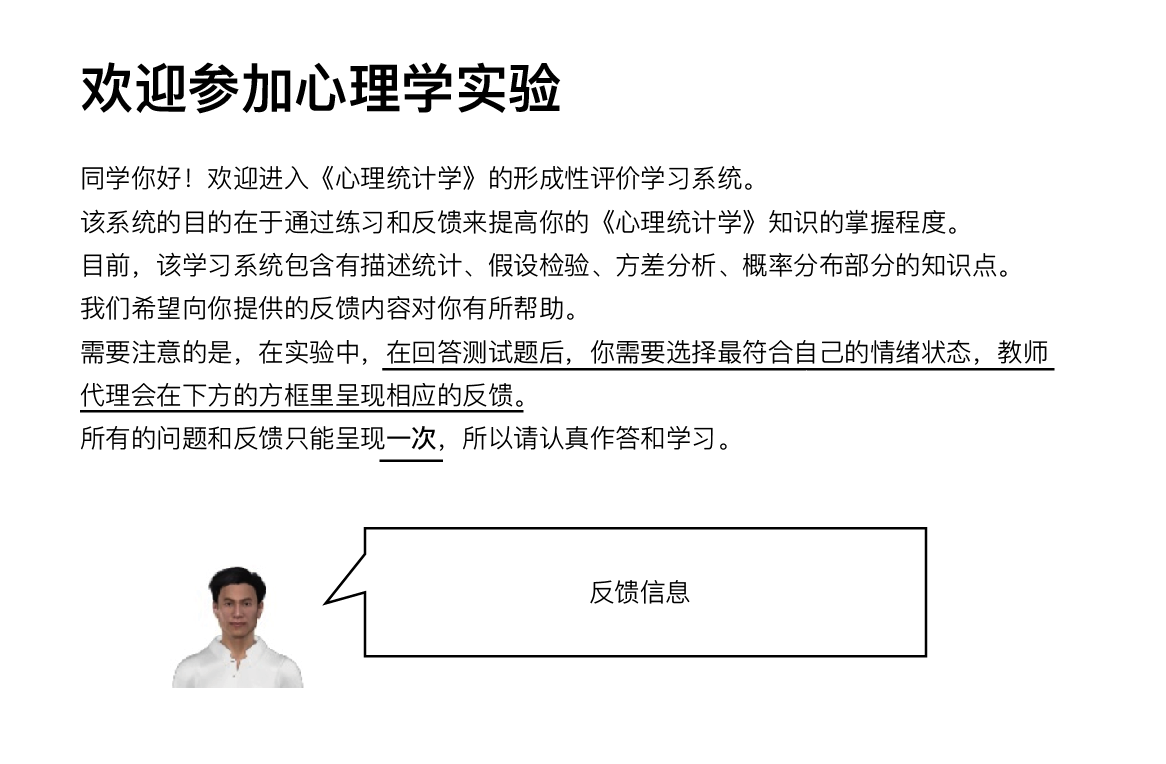 欢迎参加心理学实验
同学你好！欢迎进入《心理统计学》的形成性评价学习系统。
该系统的目的在于通过练习和反馈来提高你的《心理统计学》知识的掌握程度。
目前，该学习系统包含有描述统计、假设检验、方差分析、概率分布部分的知识点。
我们希望向你提供的反馈内容对你有所帮助。
需要注意的是，在实验中，在回答测试题后，你需要选择最符合自己的情绪状态，教师
代理会在下方的方框里呈现相应的反馈。
所有的问题和反馈只能呈现一次，所以请认真作答和学习。
反馈信息